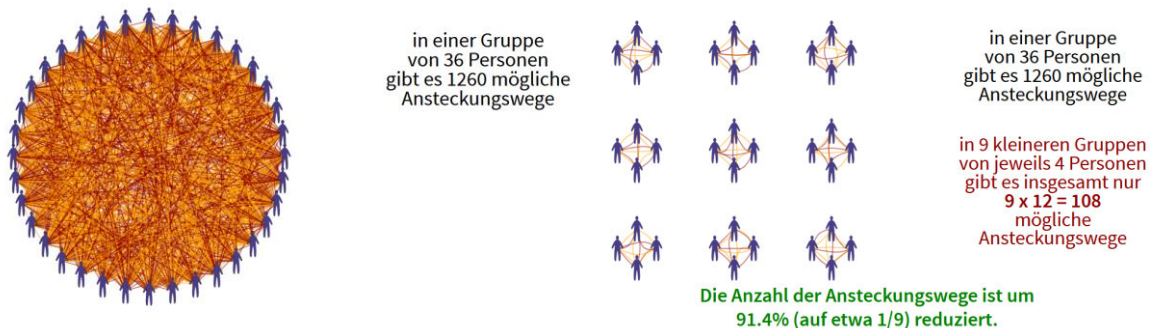 in einer Gruppe
von 36 Personen
gibt es 1260 mögliche
Ansteckungswege
in einer Gruppe
von 36 Personen
gibt es 1260 mögliche
Ansteckungswege
in 9 kleineren Gruppen
von jeweils 4 Personen
gibt es insgesamt nur
9 x 12 = 108
mögliche
Ansteckungswege
Die Anzahl der Ansteckungswege ist um
91.4% (auf etwa 1/9) reduziert.